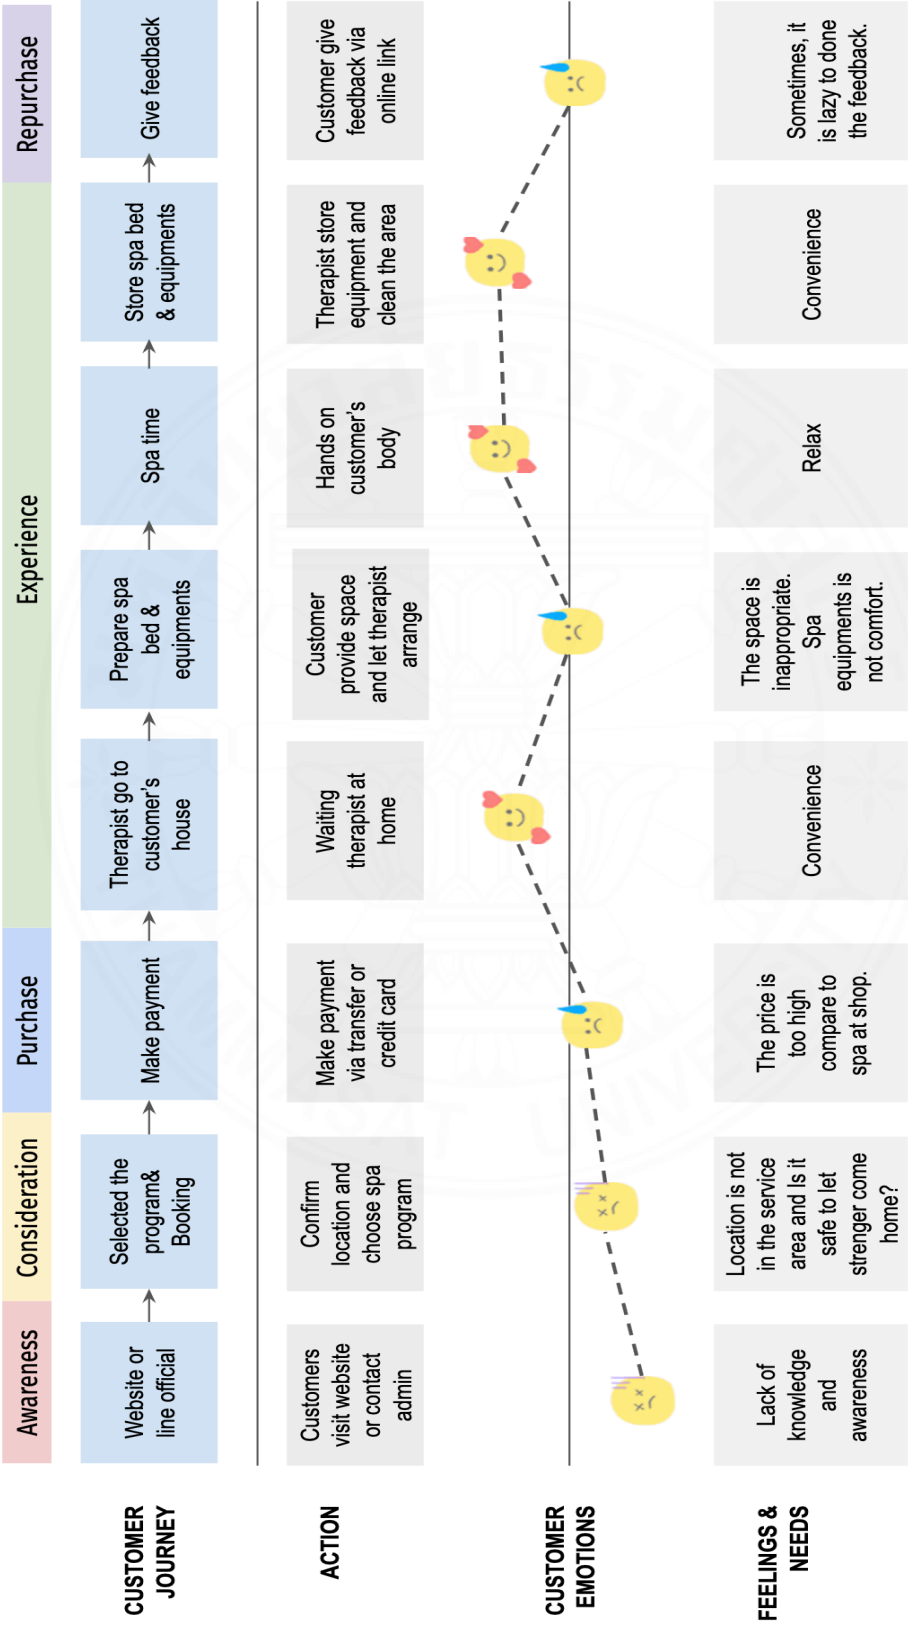 Awareness
Consideration
Purchase
Experience
Repurchase
CUSTOMER
JOURNEY
Website or
line official
Selected the
program&
Booking
Make payment
Therapist go to
customer's
house
Prepare spa
bed &
equipments
Spa time
Store spa bed
& equipments
Give feedback
ACTION
Customers
visit website
or contact
admin
Confirm
location and
choose spa
program
Make payment
via transfer or
credit card
Waiting
therapist at
home
Customer
provide space
and let therapist
arrange
Hands on
customer's
body
Therapist store
equipment and
clean the area
Customer give
feedback via
online link
CUSTOMER
EMOTIONS
FEELINGS &
NEEDS
Lack of
knowledge
and
awareness
Location is not
in the service
area and Is it
safe to let
strenger come
home?
The price is
too high
compare to
spa at shop.
Convenience
The space is
inappropriate.
Spa
equipments is
not comfort.
Relax
Convenience
Sometimes, it
is lazy to done
the feedback.